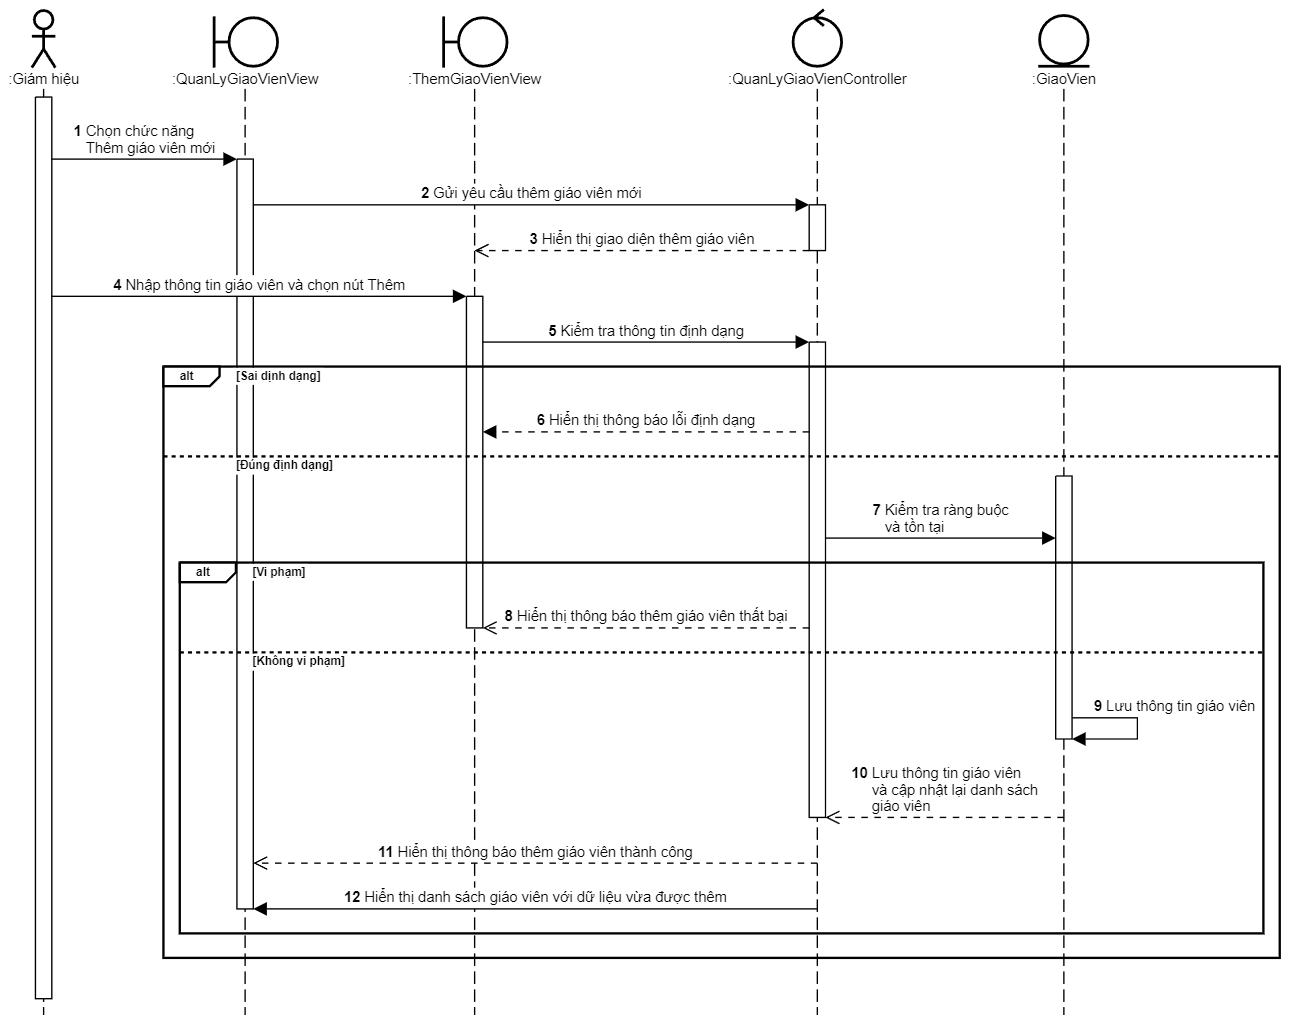 :Giám hiệu
:QuanLyGiaoVienView
:ThemGiaoVienView
:QuanLyGiaoVienController
:GiaoVien
1 Chọn chức năng
Thêm giáo viên mới
2 Gửi yêu cầu thêm giáo viên mới
3 Hiển thị giao diện thêm giáo viên
4 Nhập thông tin giáo viên và chọn nút Thêm
5 Kiểm tra thông tin định dạng
alt
[Sai dịnh dạng]
6 Hiển thị thông báo lỗi định dạng
[Đúng định dạng]
7 Kiểm tra ràng buộc
và tồn tại
alt
[Vi phạm]
8 Hiển thị thông báo thêm giáo viên thất bại
[Không vi phạm]
9 Lưu thông tin giáo viên
10 Lưu thông tin giáo viên
và cập nhật lại danh sách
giáo viên
11 Hiển thị thông báo thêm giáo viên thành công
12 Hiển thị danh sách giáo viên với dữ liệu vừa được thêm